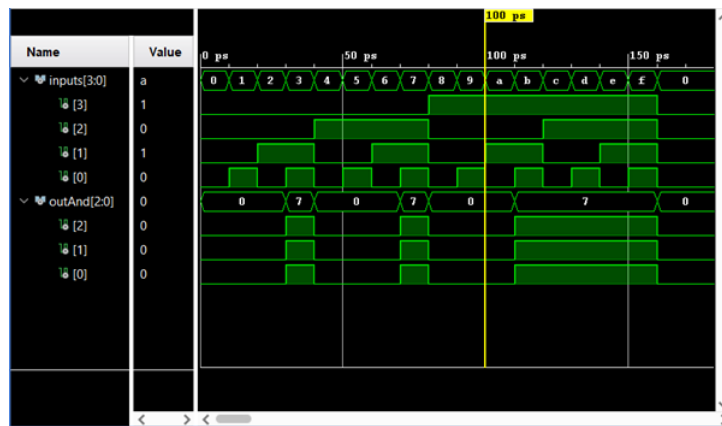 100 ps
Name Value
0 ps 50 ps 100 ps 150 ps
inputs[3:0] a 0 1 2 3 4 5 6 7 8 9 a b c d e f 0
[3] 1
[2] 0
[1] 1
[0] 0
outAnd[2:0] 0 0 7 0 7 0 7 0
[2] 0
[1] 0
[0] 0